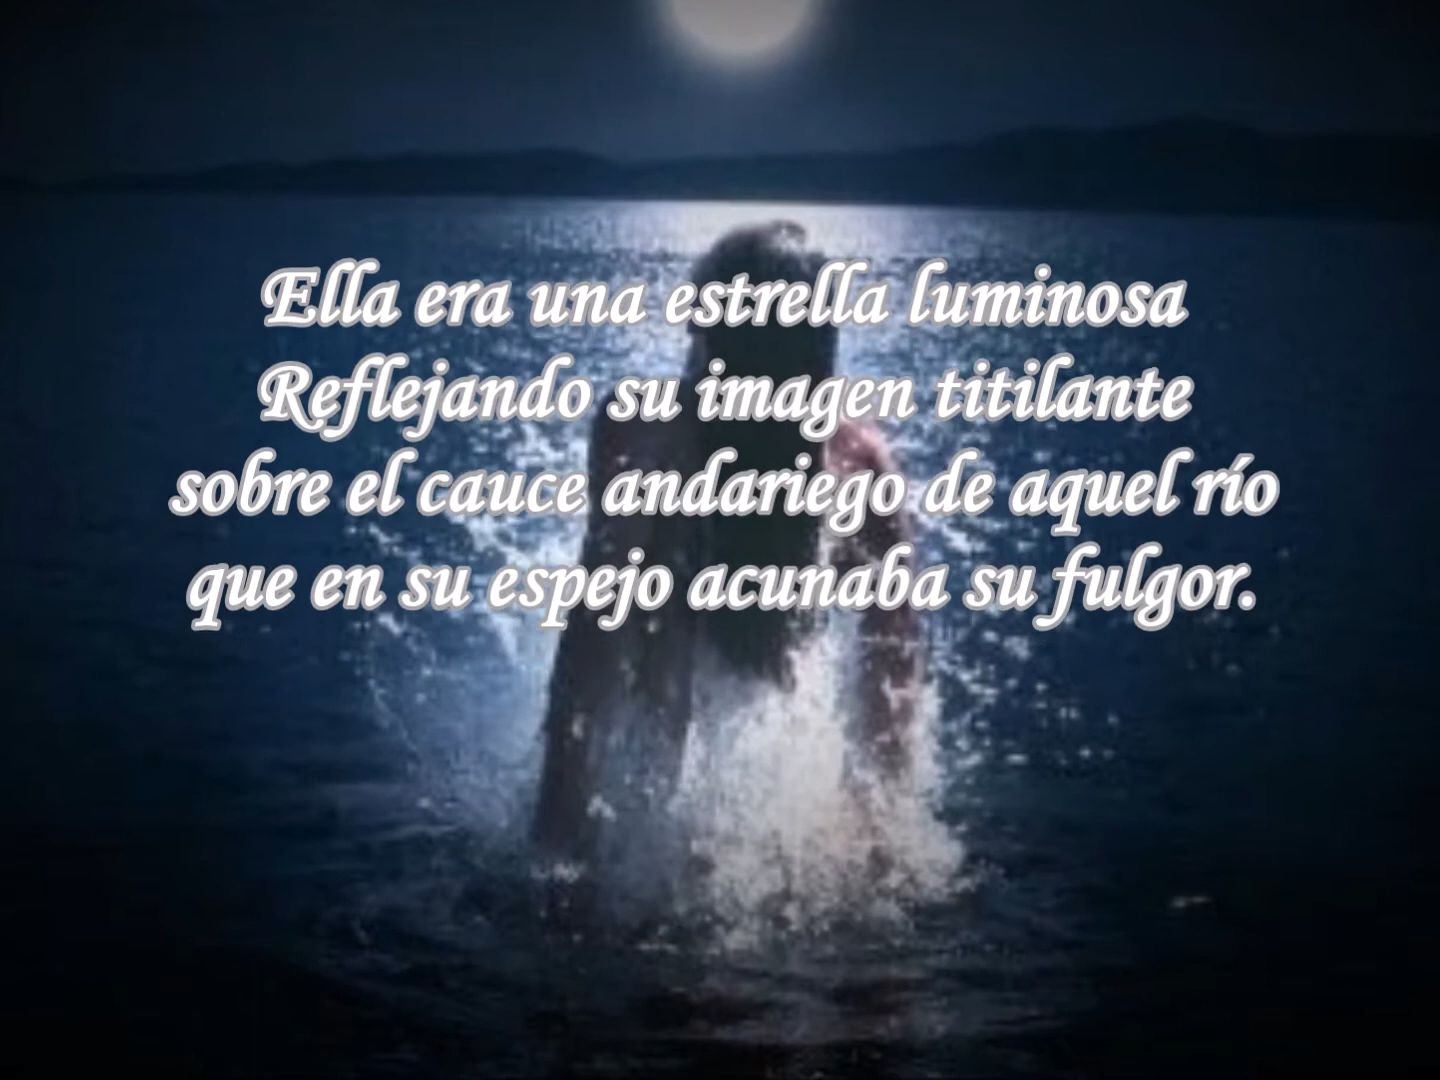 Ella era una estrella luminosa
Reflejando su imagen titilante
sobre el cauce andariego de aquel río
que en su espejo acunaba su fulgor.